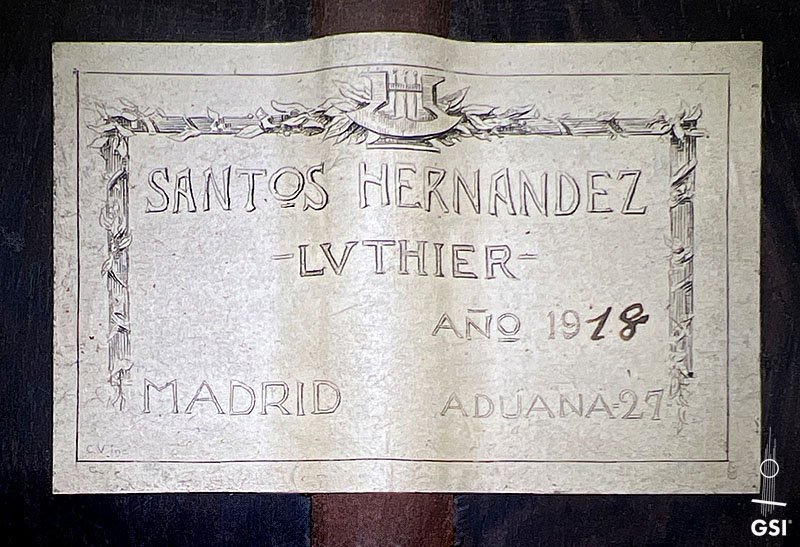 SANTOS HERNANDEZ
-LVTHIER-
AÑO 1918
MADRID ADUANA-27
GSI